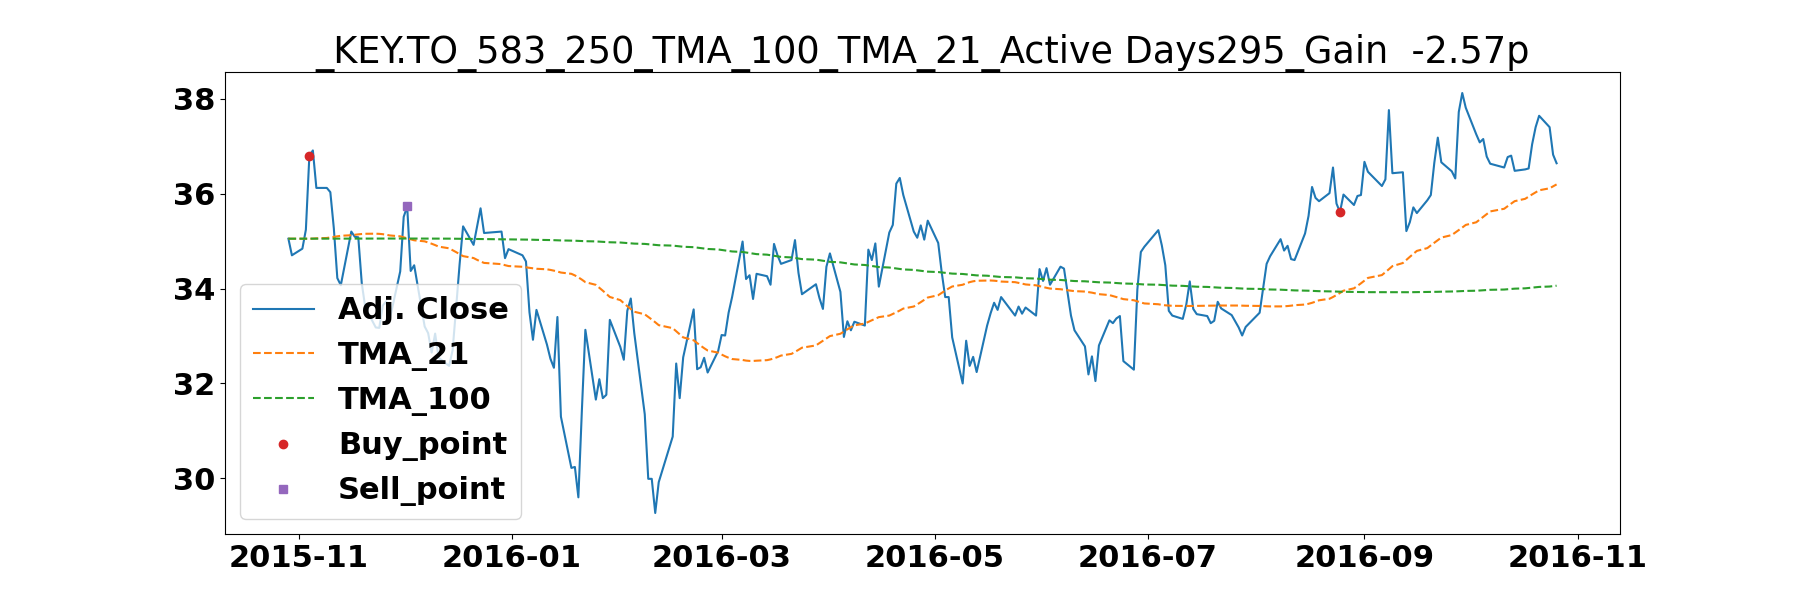 _KEY.TO_583_250_TMA_100_TMA_21_Active Days295_Gain  -2.57p
38
36
34
32
30
Adj. Close
TMA_21
TMA_100
Buy_point
Sell_point
2015-11 2016-01 2016-03 2016-05 2016-07 2016-09 2016-11